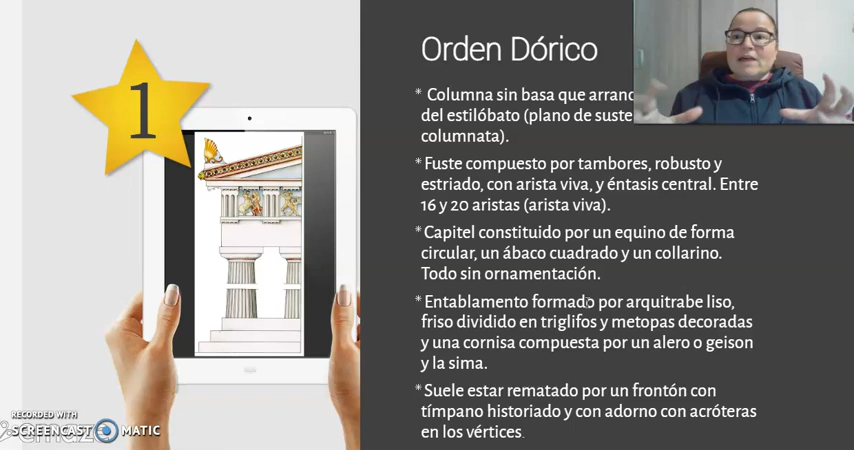 1
Orden Dórico
* Columna sin basa que
del estilóbato (plano de
columnata).
* Fuste compuesto por tambores, robusto y
estriado, con arista viva, y éntasis central. Entre
16 y 20 aristas (arista viva).
* Capitel constituido por un equino de forma
circular, un ábaco cuadrado y un collarino.
Todo sin ornamentación.
* Entablamento formado por arquitrabe liso,
friso dividido en triglifos y metopas decoradas
y una cornisa compuesta por un alero o geison
y la sima.
* Suele estar rematado por un frontón con
tímpano historiado y con adorno con acróteras
en los vértices.
RECORDED WITH
SCREENCAST MATIC